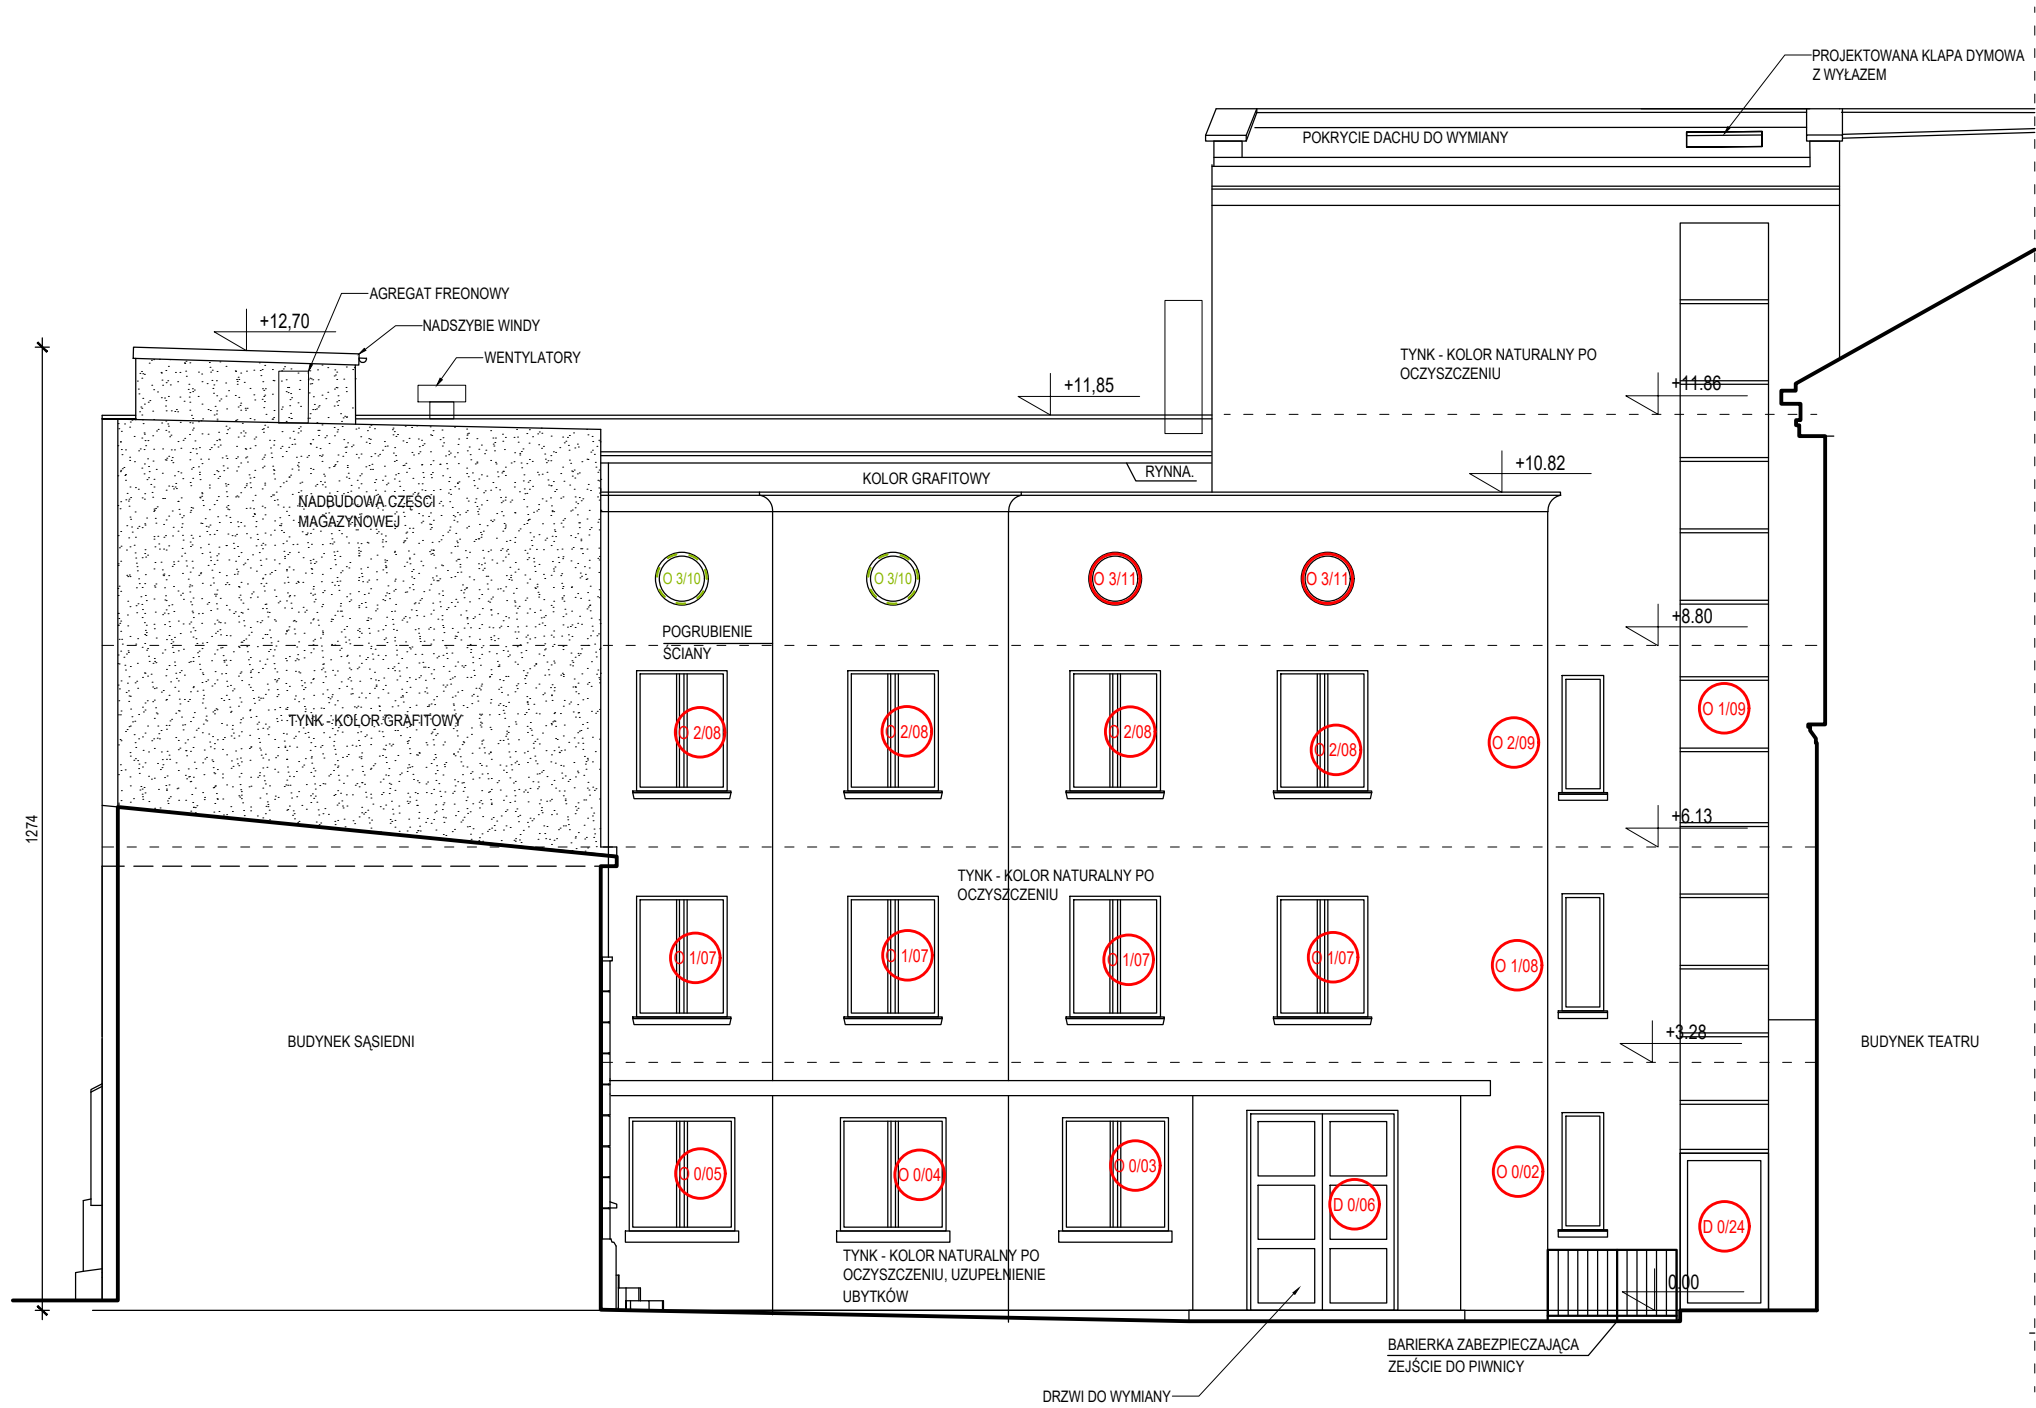 PROJEKTOWANA KLAPA DYMOWA
Z WYŁAZEM
POKRYCIE DACHU DO WYMIANY
AGREGAT FREONOWY
+12,70
NADSZYBIE WINDY
WENTYLATORY
TYNK - KOLOR NATURALNY PO
OCZYSZCZENIU
+11,85
+11.86
+10.82
RYNNA.
KOLOR GRAFITOWY
NADBUDOWA CZĘŚCI
MAGAZYNOWEJ
O 3/10
O 3/10
O 3/11
O 3/11
+8.80
POGRUBIENIE
ŚCIANY
TYNK - KOLOR GRAFITOWY
O 2/08
O 2/08
O 2/08
O 2/08
O 2/09
O 1/09
1274
+6.13
TYNK - KOLOR NATURALNY PO
OCZYSZCZENIU
O 1/07
O 1/07
O 1/07
O 1/07
O 1/08
+3.28
BUDYNEK SĄSIEDNI
BUDYNEK TEATRU
O 0/05
O 0/04
O 0/03
D 0/06
O 0/02
D 0/24
TYNK - KOLOR NATURALNY PO
OCZYSZCZENIU, UZUPEŁNIENIE
UBYTKÓW
0.00
BARIERKA ZABEZPIECZAJĄCA
ZEJŚCIE DO PIWNICY
DRZWI DO WYMIANY